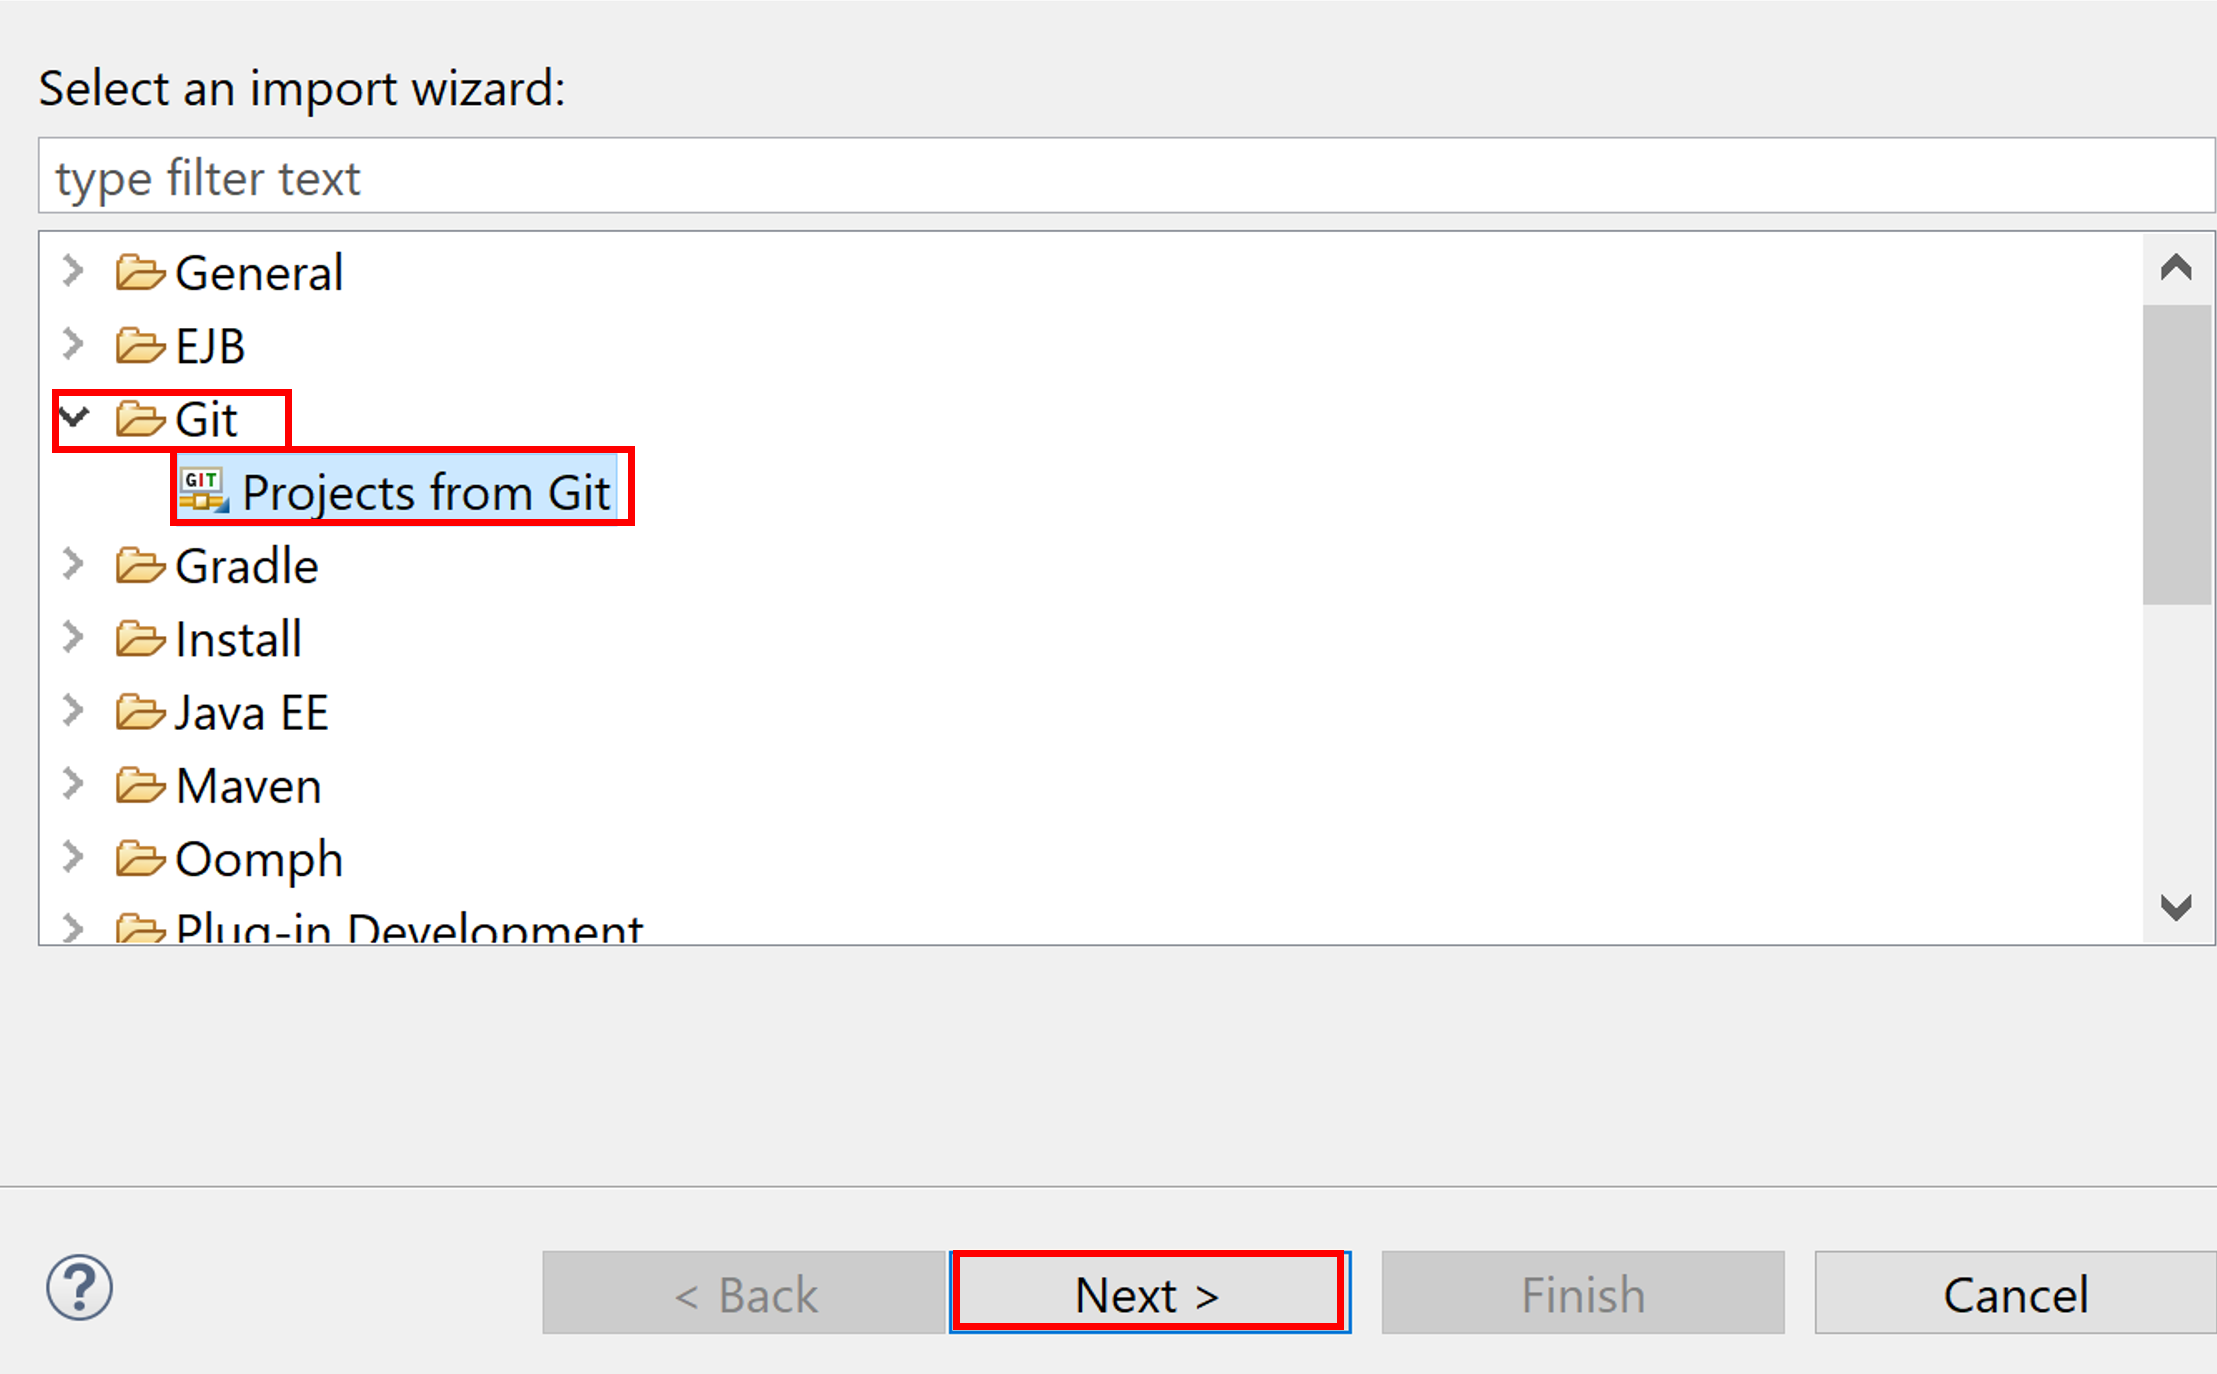 Select an import wizard:
type filter text
General
EJB
Git
GIT Projects from Git
Gradle
Install
Java EE
Maven
Oomph
Plug-in Development
< Back Next > Finish Cancel